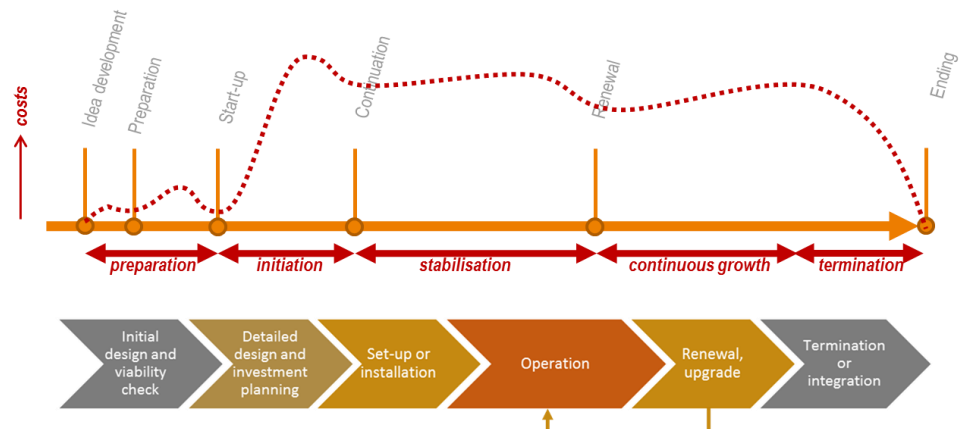 costs
Idea development
Preparation
Start-up
Continuation
Renewal
Ending
preparation
initiation
stabilisation
continuous growth
termination
Initial
design and
viability
check
Detailed
design and
investment
planning
Set-up or
installation
Operation
Renewal,
upgrade
Termination
or
integration